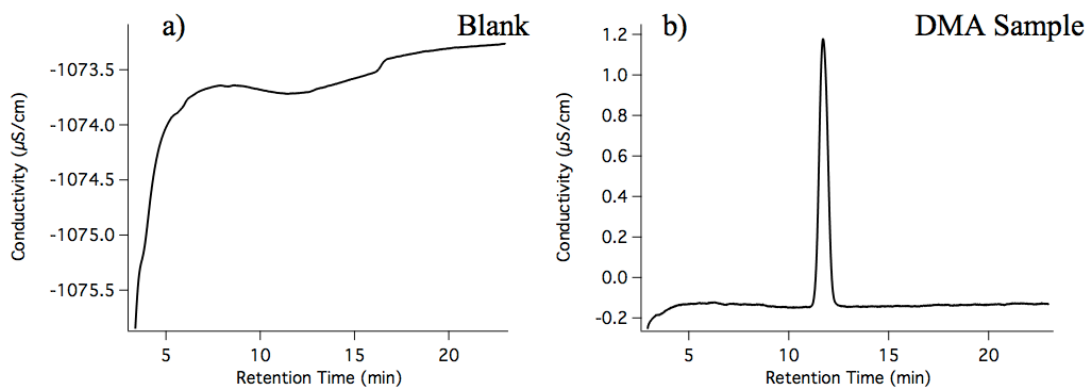 a) Blank
Conductivity (µS/cm)
-1073.5
-1074.0
-1074.5
-1075.0
-1075.5
5 10 15 20
Retention Time (min)
b) DMA Sample
Conductivity (µS/cm)
1.2
1.0
0.8
0.6
0.4
0.2
0.0
-0.2
5 10 15 20
Retention Time (min)